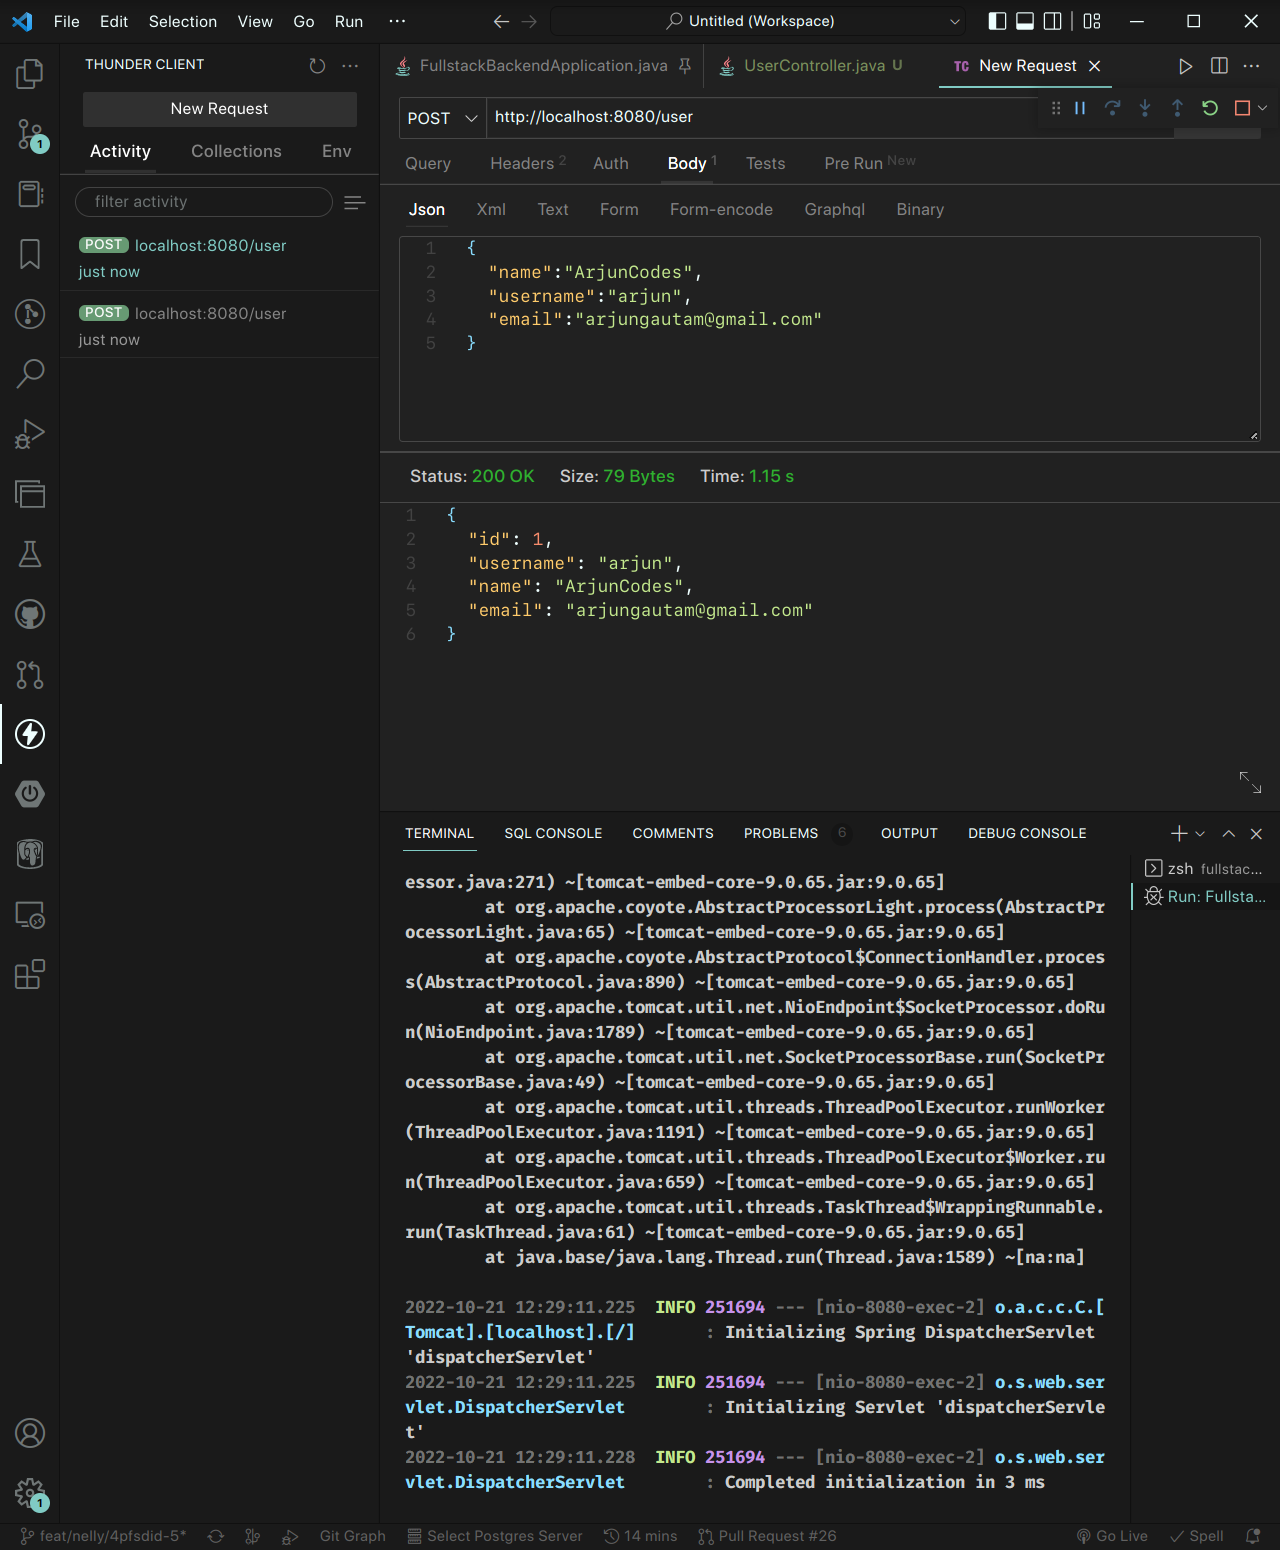 File Edit Selection View Go Run ··· Untitled (Workspace)
THUNDER CLIENT
New Request
Activity Collections Env
filter activity
POST localhost:8080/user
just now
POST localhost:8080/user
just now
FullstackBackendApplication.java UserController.java U TC New Request
POST http://localhost:8080/user
Query Headers 2 Auth Body 1 Tests Pre Run New
Json Xml Text Form Form-encode Graphql Binary
1 {
2 "name":"ArjunCodes",
3 "username":"arjun",
4 "email":"arjungautam@gmail.com"
5 }
Status: 200 OK Size: 79 Bytes Time: 1.15 s
1 {
2 "id": 1,
3 "username": "arjun",
4 "name": "ArjunCodes",
5 "email": "arjungautam@gmail.com"
6 }
TERMINAL SQL CONSOLE COMMENTS PROBLEMS 6 OUTPUT DEBUG CONSOLE
zsh fullstac...
Run: Fullsta...
essor.java:271) ~[tomcat-embed-core-9.0.65.jar:9.0.65]
at org.apache.coyote.AbstractProcessorLight.process(AbstractPr
ocessorLight.java:65) ~[tomcat-embed-core-9.0.65.jar:9.0.65]
at org.apache.coyote.AbstractProtocol$ConnectionHandler.proces
s(AbstractProtocol.java:890) ~[tomcat-embed-core-9.0.65.jar:9.0.65]
at org.apache.tomcat.util.net.NioEndpoint$SocketProcessor.doRu
n(NioEndpoint.java:1789) ~[tomcat-embed-core-9.0.65.jar:9.0.65]
at org.apache.tomcat.util.net.SocketProcessorBase.run(SocketPr
ocessorBase.java:49) ~[tomcat-embed-core-9.0.65.jar:9.0.65]
at org.apache.tomcat.util.threads.ThreadPoolExecutor.runWorker
(ThreadPoolExecutor.java:1191) ~[tomcat-embed-core-9.0.65.jar:9.0.65]
at org.apache.tomcat.util.threads.ThreadPoolExecutor$Worker.ru
n(ThreadPoolExecutor.java:659) ~[tomcat-embed-core-9.0.65.jar:9.0.65]
at org.apache.tomcat.util.threads.TaskThread$WrappingRunnable.
run(TaskThread.java:61) ~[tomcat-embed-core-9.0.65.jar:9.0.65]
at java.base/java.lang.Thread.run(Thread.java:1589) ~[na:na]
2022-10-21 12:29:11.225 INFO 251694 --- [nio-8080-exec-2] o.a.c.c.C.[
Tomcat].[localhost].[/] : Initializing Spring DispatcherServlet
'dispatcherServlet'
2022-10-21 12:29:11.225 INFO 251694 --- [nio-8080-exec-2] o.s.web.ser
vlet.DispatcherServlet : Initializing Servlet 'dispatcherServle
t'
2022-10-21 12:29:11.228 INFO 251694 --- [nio-8080-exec-2] o.s.web.ser
vlet.DispatcherServlet : Completed initialization in 3 ms
1
1
feat/nelly/4pfsdid-5* Git Graph Select Postgres Server 14 mins Pull Request #26 Go Live Spell